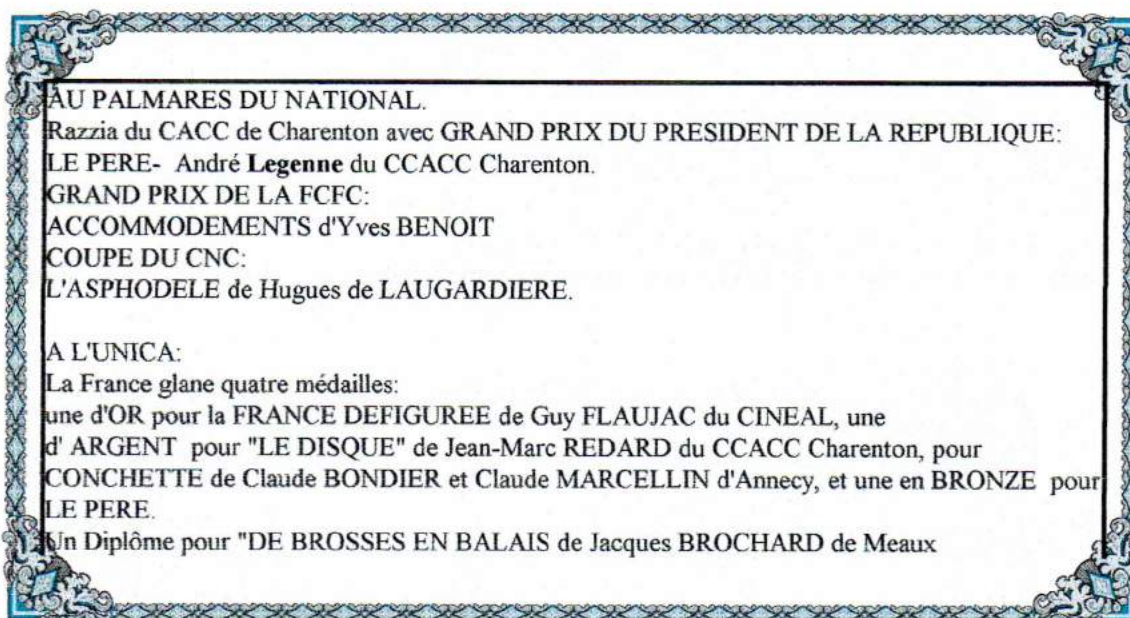 AU PALMARES DU NATIONAL.
Razzia du CACC de Charenton avec GRAND PRIX DU PRESIDENT DE LA REPUBLIQUE:
LE PERE- André Legenne du CCACC Charenton.
GRAND PRIX DE LA FCFC:
ACCOMMODEMENTS d'Yves BENOIT
COUPE DU CNC:
L'ASPHODELE de Hugues de LAUGARDIERE.
A L'UNICA:
La France glane quatre médailles:
une d'OR pour la FRANCE DEFIGUREE de Guy FLAUJAC du CINEAL, une
d' ARGENT pour "LE DISQUE" de Jean-Marc REDARD du CCACC Charenton, pour
CONCHETTE de Claude BONDIER et Claude MARCELLIN d'Annecy, et une en BRONZE pour
LE PERE.
Un Diplôme pour "DE BROSSES EN BALAIS de Jacques BROCHARD de Meaux